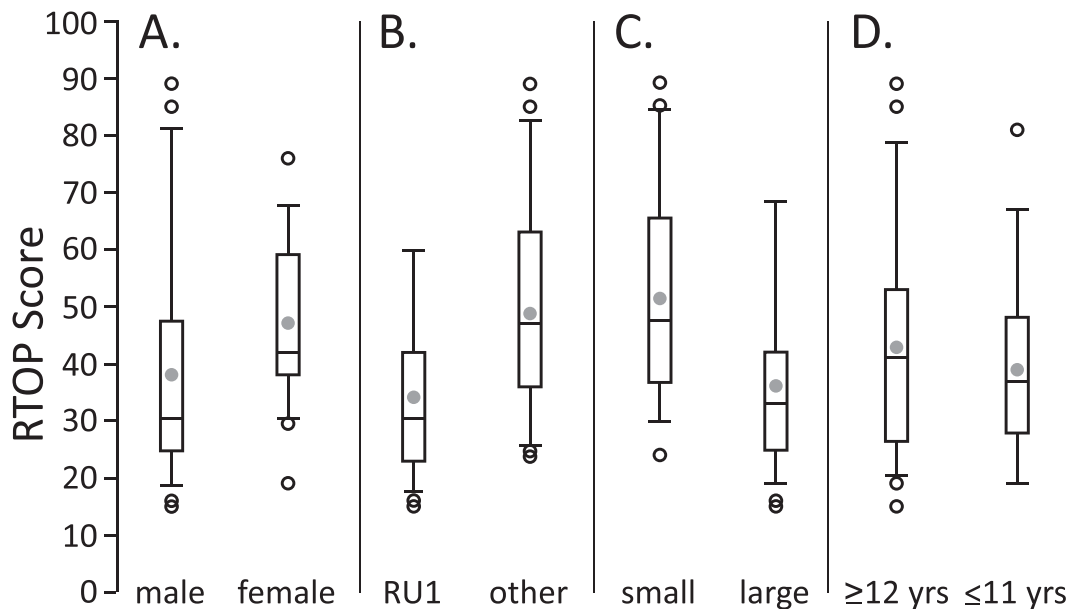 RTOP Score
100
90
80
70
60
50
40
30
20
10
0
A.
B.
C.
D.
male
female
RU1
other
small
large
≥12 yrs
≤11 yrs